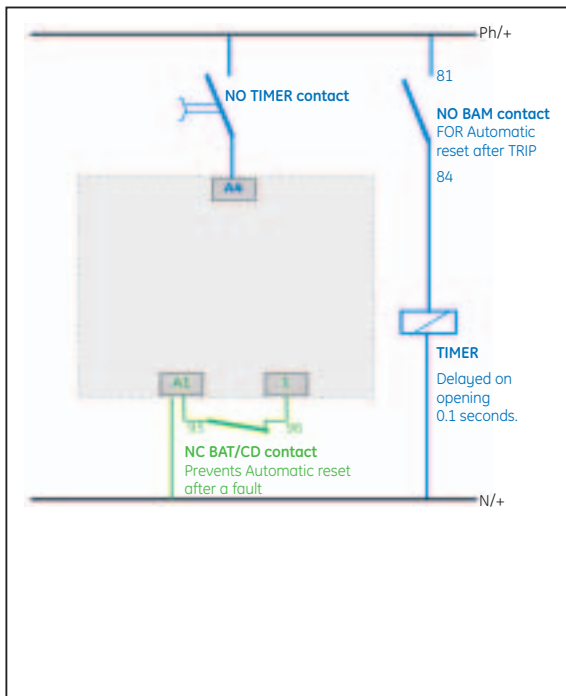 Ph/+
81
NO TIMER contact
NO BAM contact
FOR Automatic
reset after TRIP
84
A4
TIMER
Delayed on
opening
0.1 seconds.
A1
1
95
96
NC BAT/CD contact
Prevents Automatic reset
after a fault
N/+